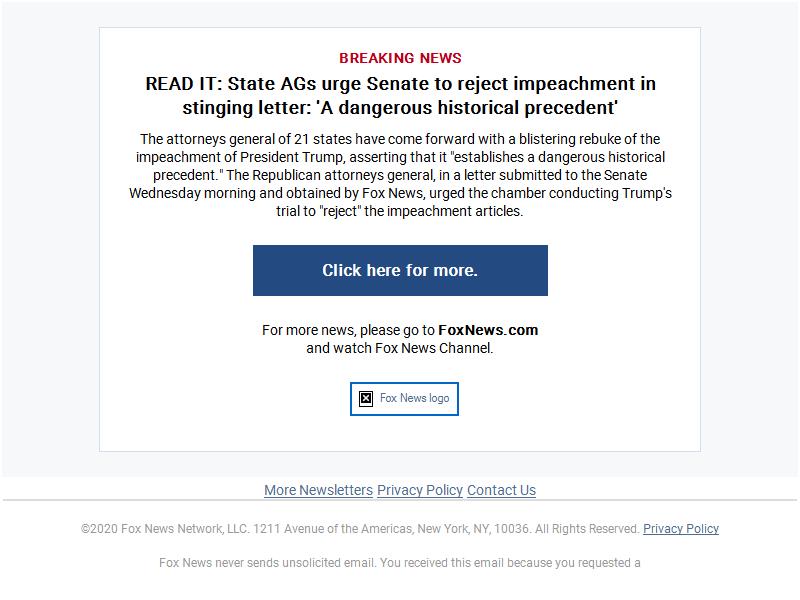 BREAKING NEWS
READ IT: State AGs urge Senate to reject impeachment in
stinging letter: 'A dangerous historical precedent'
The attorneys general of 21 states have come forward with a blistering rebuke of the
impeachment of President Trump, asserting that it "establishes a dangerous historical
precedent." The Republican attorneys general, in a letter submitted to the Senate
Wednesday morning and obtained by Fox News, urged the chamber conducting Trump's
trial to "reject" the impeachment articles.
Click here for more.
For more news, please go to FoxNews.com
and watch Fox News Channel.
Fox News logo
More Newsletters Privacy Policy Contact Us
©2020 Fox News Network, LLC. 1211 Avenue of the Americas, New York, NY, 10036. All Rights Reserved. Privacy Policy
Fox News never sends unsolicited email. You received this email because you requested a